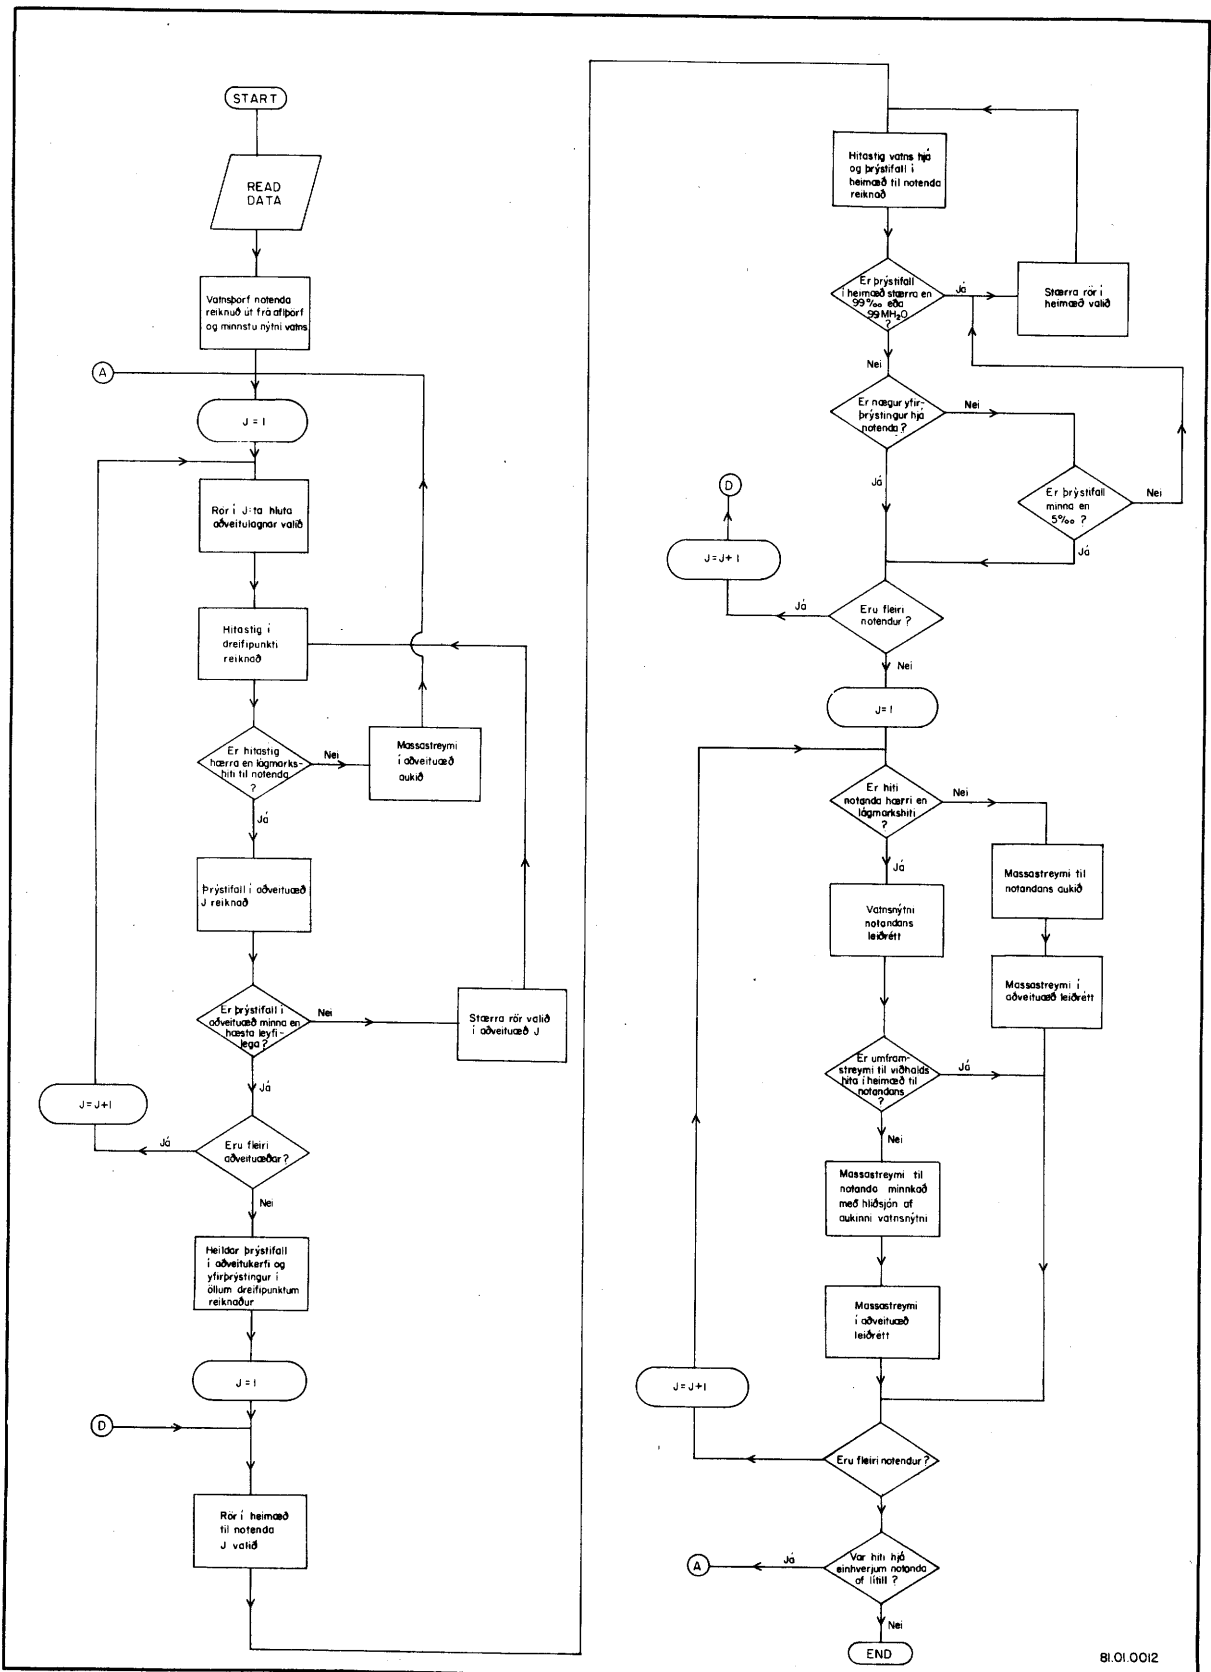 START
READ
DATA
Vatnsþörf notenda
reiknuð út frá aflþörf
og minnstu nýtni vatns
A
J = 1
Rör í J:ta hluta
aðveitulagnar valið
Hitastig í
dreifipunkti
reiknað
Er hitastig
hærra en lágmarks-
hiti til notenda
?
Nei
Massastreymi
í aðveituæð
aukið
Já
Þrýstifall í aðveituæð
J reiknað
Er þrýstifall í
aðveituæð minna en
hæsta leyfi-
lega ?
Nei
Stærra rör valið
í aðveituæð J
Já
J = J+1
Já
Eru fleiri
aðveituæðar ?
Nei
Heildar þrýstifall
í aðveitukerfi og
yfirþrýstingur í
öllum dreifipunktum
reiknaður
J = 1
D
Rör í heimæð
til notenda
J valið
Hitastig vatns hjá
og þrýstifall í
heimæð til notenda
reiknað
Er þrýstifall
í heimæð stærra en
99‰ eða
99 MH₂O
?
Já
Stærra rör í
heimæð valið
Nei
Er nægur yfir-
þrýstingur hjá
notenda ?
Nei
Já
Er þrýstifall
minna en
5‰ ?
Nei
Já
D
J = J + 1
Já
Eru fleiri
notendur ?
Nei
J = 1
Er hiti
notanda hærri en
lágmarkshiti
?
Nei
Já
Massastreymi til
notandans aukið
Vatnsnýtni
notandans
leiðrétt
Massastreymi í
aðveituæð leiðrétt
Er umfram-
streymi til viðhalds
hita í heimæð til
notandans
?
Já
Nei
Massastreymi til
notanda minnkað
með hliðsjón af
aukinni vatnsnýtni
Massastreymi
í aðveituæð
leiðrétt
J = J+1
Eru fleiri notendur ?
Var hiti hjá
einhverjum notanda
of lítill ?
Já
A
Nei
END
81.01.0012